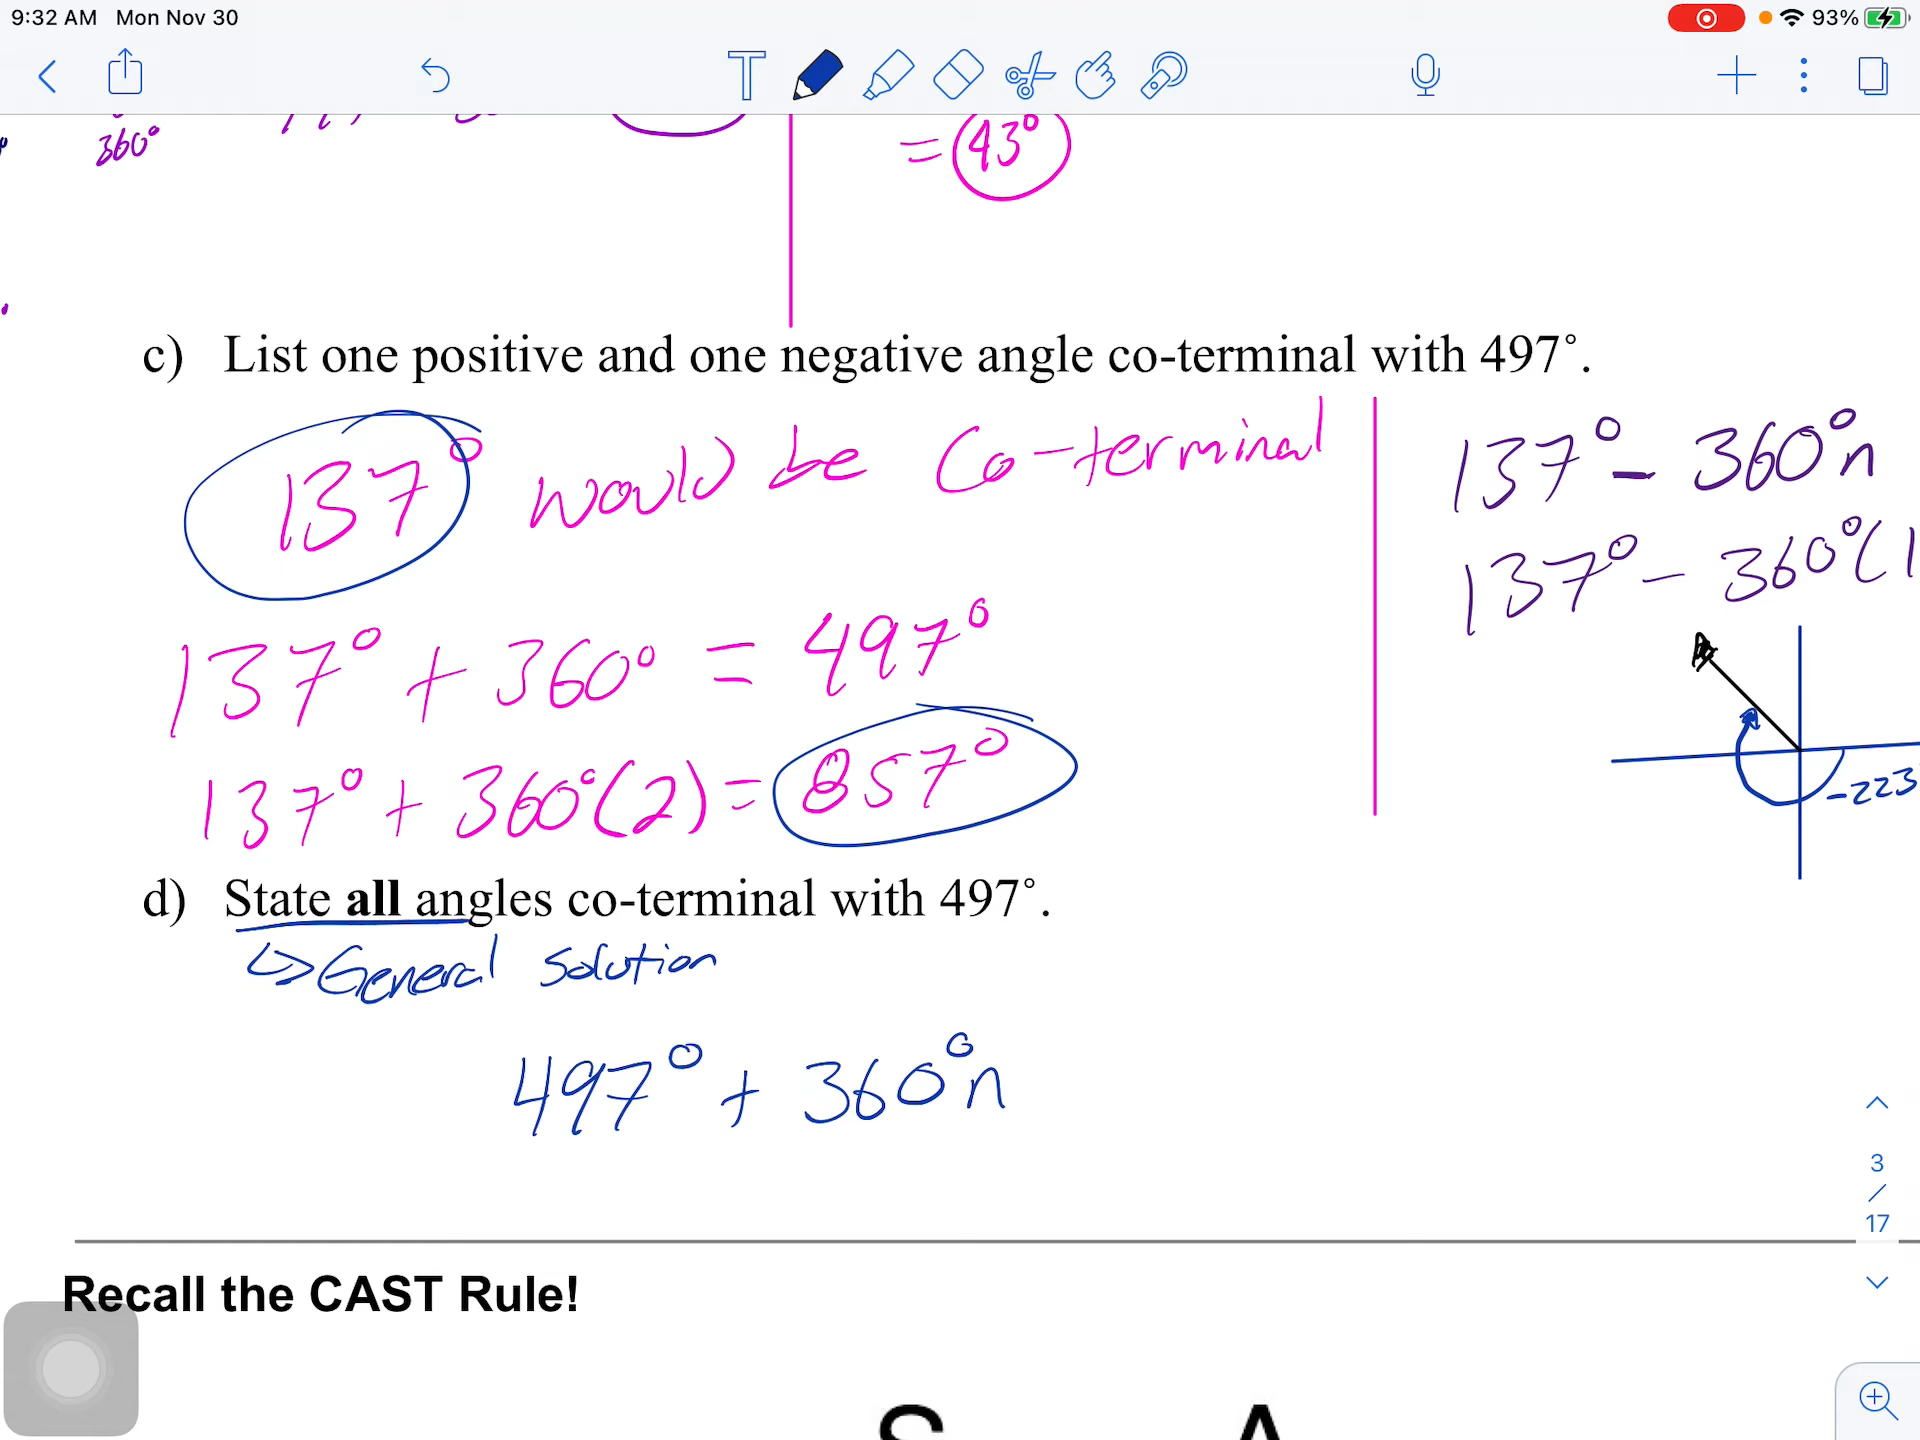 9:32 AM Mon Nov 30
93%
T
360°
= 43°
c) List one positive and one negative angle co-terminal with 497°.
137° would be Co-terminal
137° + 360° = 497°
137° + 360°(2) = 857°
137° - 360°n
137° - 360°(1
-223
d) State all angles co-terminal with 497°.
↳ General Solution
497° + 360°n
3
/
17
Recall the CAST Rule!
S A